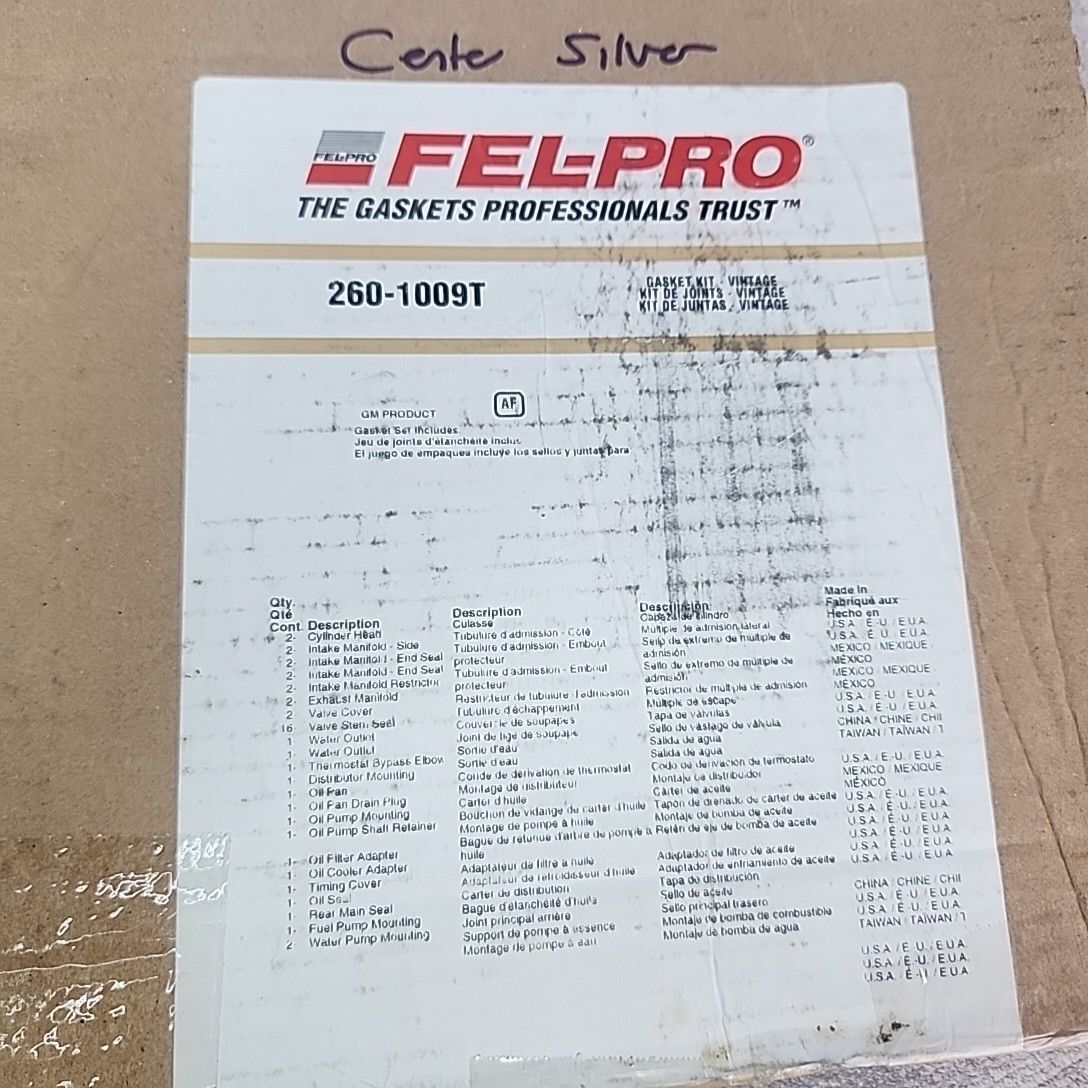 Center Silver
FEL-PRO
FEL-PRO®
THE GASKETS PROFESSIONALS TRUST™
260-1009T
GASKET KIT - VINTAGE
KIT DE JOINTS - VINTAGE
KIT DE JUNTAS - VINTAGE
GM PRODUCT
AF
Gasket Set Includes
Jeu de joints d'étanchéité inclus
El juego de empaques incluye los sellos y juntas para
Qty.
Qté
Cont. Description
2- Cylinder Head
2- Intake Manifold - Side
2- Intake Manifold - End Seal
2- Intake Manifold - End Seal
2- Intake Manifold Restrictor
2- Exhaust Manifold
2 Valve Cover
16- Valve Stem Seal
1 Water Outlet
1- Water Outlet
1- Thermostat Bypass Elbow
1- Distributor Mounting
1- Oil Pan
1- Oil Pan Drain Plug
1- Oil Pump Mounting
1- Oil Pump Shaft Retainer
1- Oil Filler Adapter
1- Oil Cooler Adapter
1- Timing Cover
1- Oil Seal
1- Rear Main Seal
1- Fuel Pump Mounting
2- Water Pump Mounting
Description
Culasse
Tubulure d'admission - Côté
Tubulure d'admission - Embout
protecteur
Tubulure d'admission - Embout
protecteur
Restricteur de tubulure d'admission
Tubulure d'échappement
Couvercle de soupapes
Joint de tige de soupape
Sortie d'eau
Sortie d'eau
Coude de dérivation de thermostat
Montage de distributeur
Carter d'huile
Bouchon de vidange du carter d'huile
Montage de pompe à huile
Bague de retenue d'arbre de pompe à
huile
Adaptateur de filtre à huile
Adaptateur de refroidisseur d'huile
Carter de distribution
Bague d'étanchéité d'huile
Joint principal arrière
Support de pompe à essence
Montage de pompe à eau
Descripción
Cabeza de cilindro
Múltiple de admisión lateral
Sello de extremo de múltiple de
admisión
Sello de extremo de múltiple de
admisión
Restrictor de múltiple de admisión
Múltiple de escape
Tapa de válvulas
Sello de vástago de válvula
Salida de agua
Salida de agua
Codo de derivación de termostato
Montaje de distribuidor
Cárter de aceite
Tapón de drenado de cárter de aceite
Montaje de bomba de aceite
Retén de eje de bomba de aceite
Adaptador de filtro de aceite
Adaptador de enfriamiento de aceite
Tapa de distribución
Sello de aceite
Sello principal trasero
Montaje de bomba de combustible
Montaje de bomba de agua
Made In
Fabriqué aux
Hecho en
U.S.A. / É.-U. / E.U.A.
U.S.A. / É.-U. / E.U.A.
MEXICO / MEXIQUE
MÉXICO
MEXICO / MEXIQUE
MÉXICO
U.S.A. / É.-U. / E.U.A.
U.S.A. / É.-U. / E.U.A.
CHINA / CHINE / CHI
TAIWAN / TAÏWAN / T
U.S.A. / É.-U. / E.U.A.
MEXICO / MEXIQUE
MÉXICO
U.S.A. / É.-U. / E.U.A.
U.S.A. / É.-U. / E.U.A.
U.S.A. / É.-U. / E.U.A.
U.S.A. / É.-U. / E.U.A.
U.S.A. / É.-U. / E.U.A.
U.S.A. / É.-U. / E.U.A.
CHINA / CHINE / CHI
U.S.A. / É.-U. / E.U.A.
U.S.A. / É.-U. / E.U.A.
TAIWAN / TAÏWAN / T
U.S.A. / É.-U. / E.U.A.
U.S.A. / É.-U. / E.U.A.
U.S.A. / É.-U. / E.U.A.